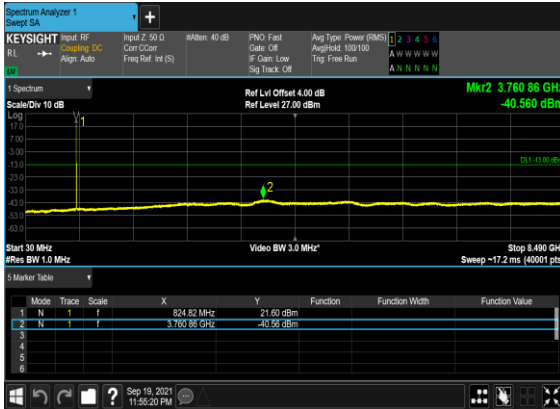 Spectrum Analyzer 1
Swept SA
+
KEYSIGHT
RL
Input: RF
Coupling: DC
Align: Auto
Input Z: 50 Ω
Corr CCorr
Freq Ref: Int (S)
#Atten: 40 dB
PNO: Fast
Gate: Off
IF Gain: Low
Sig Track: Off
Avg Type: Power (RMS)
Avg|Hold: 100/100
Trig: Free Run
1 2 3 4 5 6
A W W W W W
A N N N N N
1 Spectrum
Scale/Div 10 dB
Ref Lvl Offset 4.00 dB
Ref Level 27.00 dBm
Mkr2 3.760 86 GHz
-40.560 dBm
Log
17.0
7.00
-3.00
-13.0
-23.0
-33.0
-43.0
-53.0
-63.0
1
2
DL1 -13.00 dBm
Start 30 MHz
#Res BW 1.0 MHz
Video BW 3.0 MHz*
Stop 8.490 GHz
Sweep ~17.2 ms (40001 pts)
5 Marker Table
Mode Trace Scale X Y Function Function Width Function Value
1 N 1 f 824.82 MHz 21.60 dBm
2 N 1 f 3.760 86 GHz -40.56 dBm
3
4
5
6
?
Sep 19, 2021
11:55:20 PM